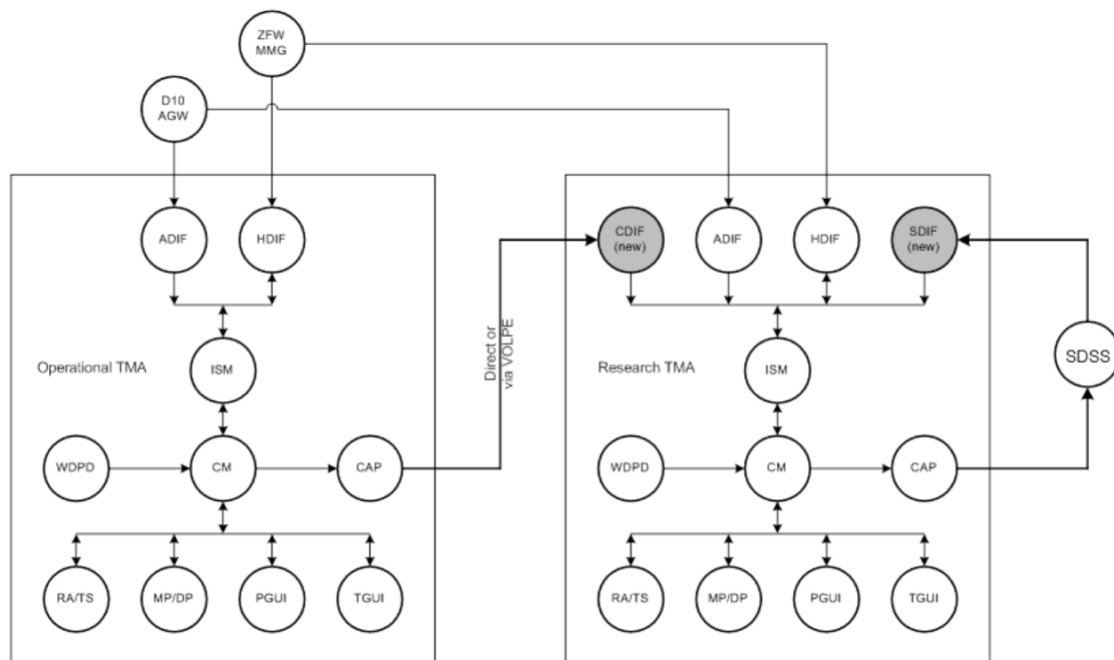 ZFW
MMG
D10
AGW
ADIF
HDIF
CDIF
(new)
ADIF
HDIF
SDIF
(new)
Direct or
via VOLPE
Operational TMA
ISM
Research TMA
ISM
SDSS
WDPD
CM
CAP
WDPD
CM
CAP
RA/TS
MP/DP
PGUI
TGUI
RA/TS
MP/DP
PGUI
TGUI